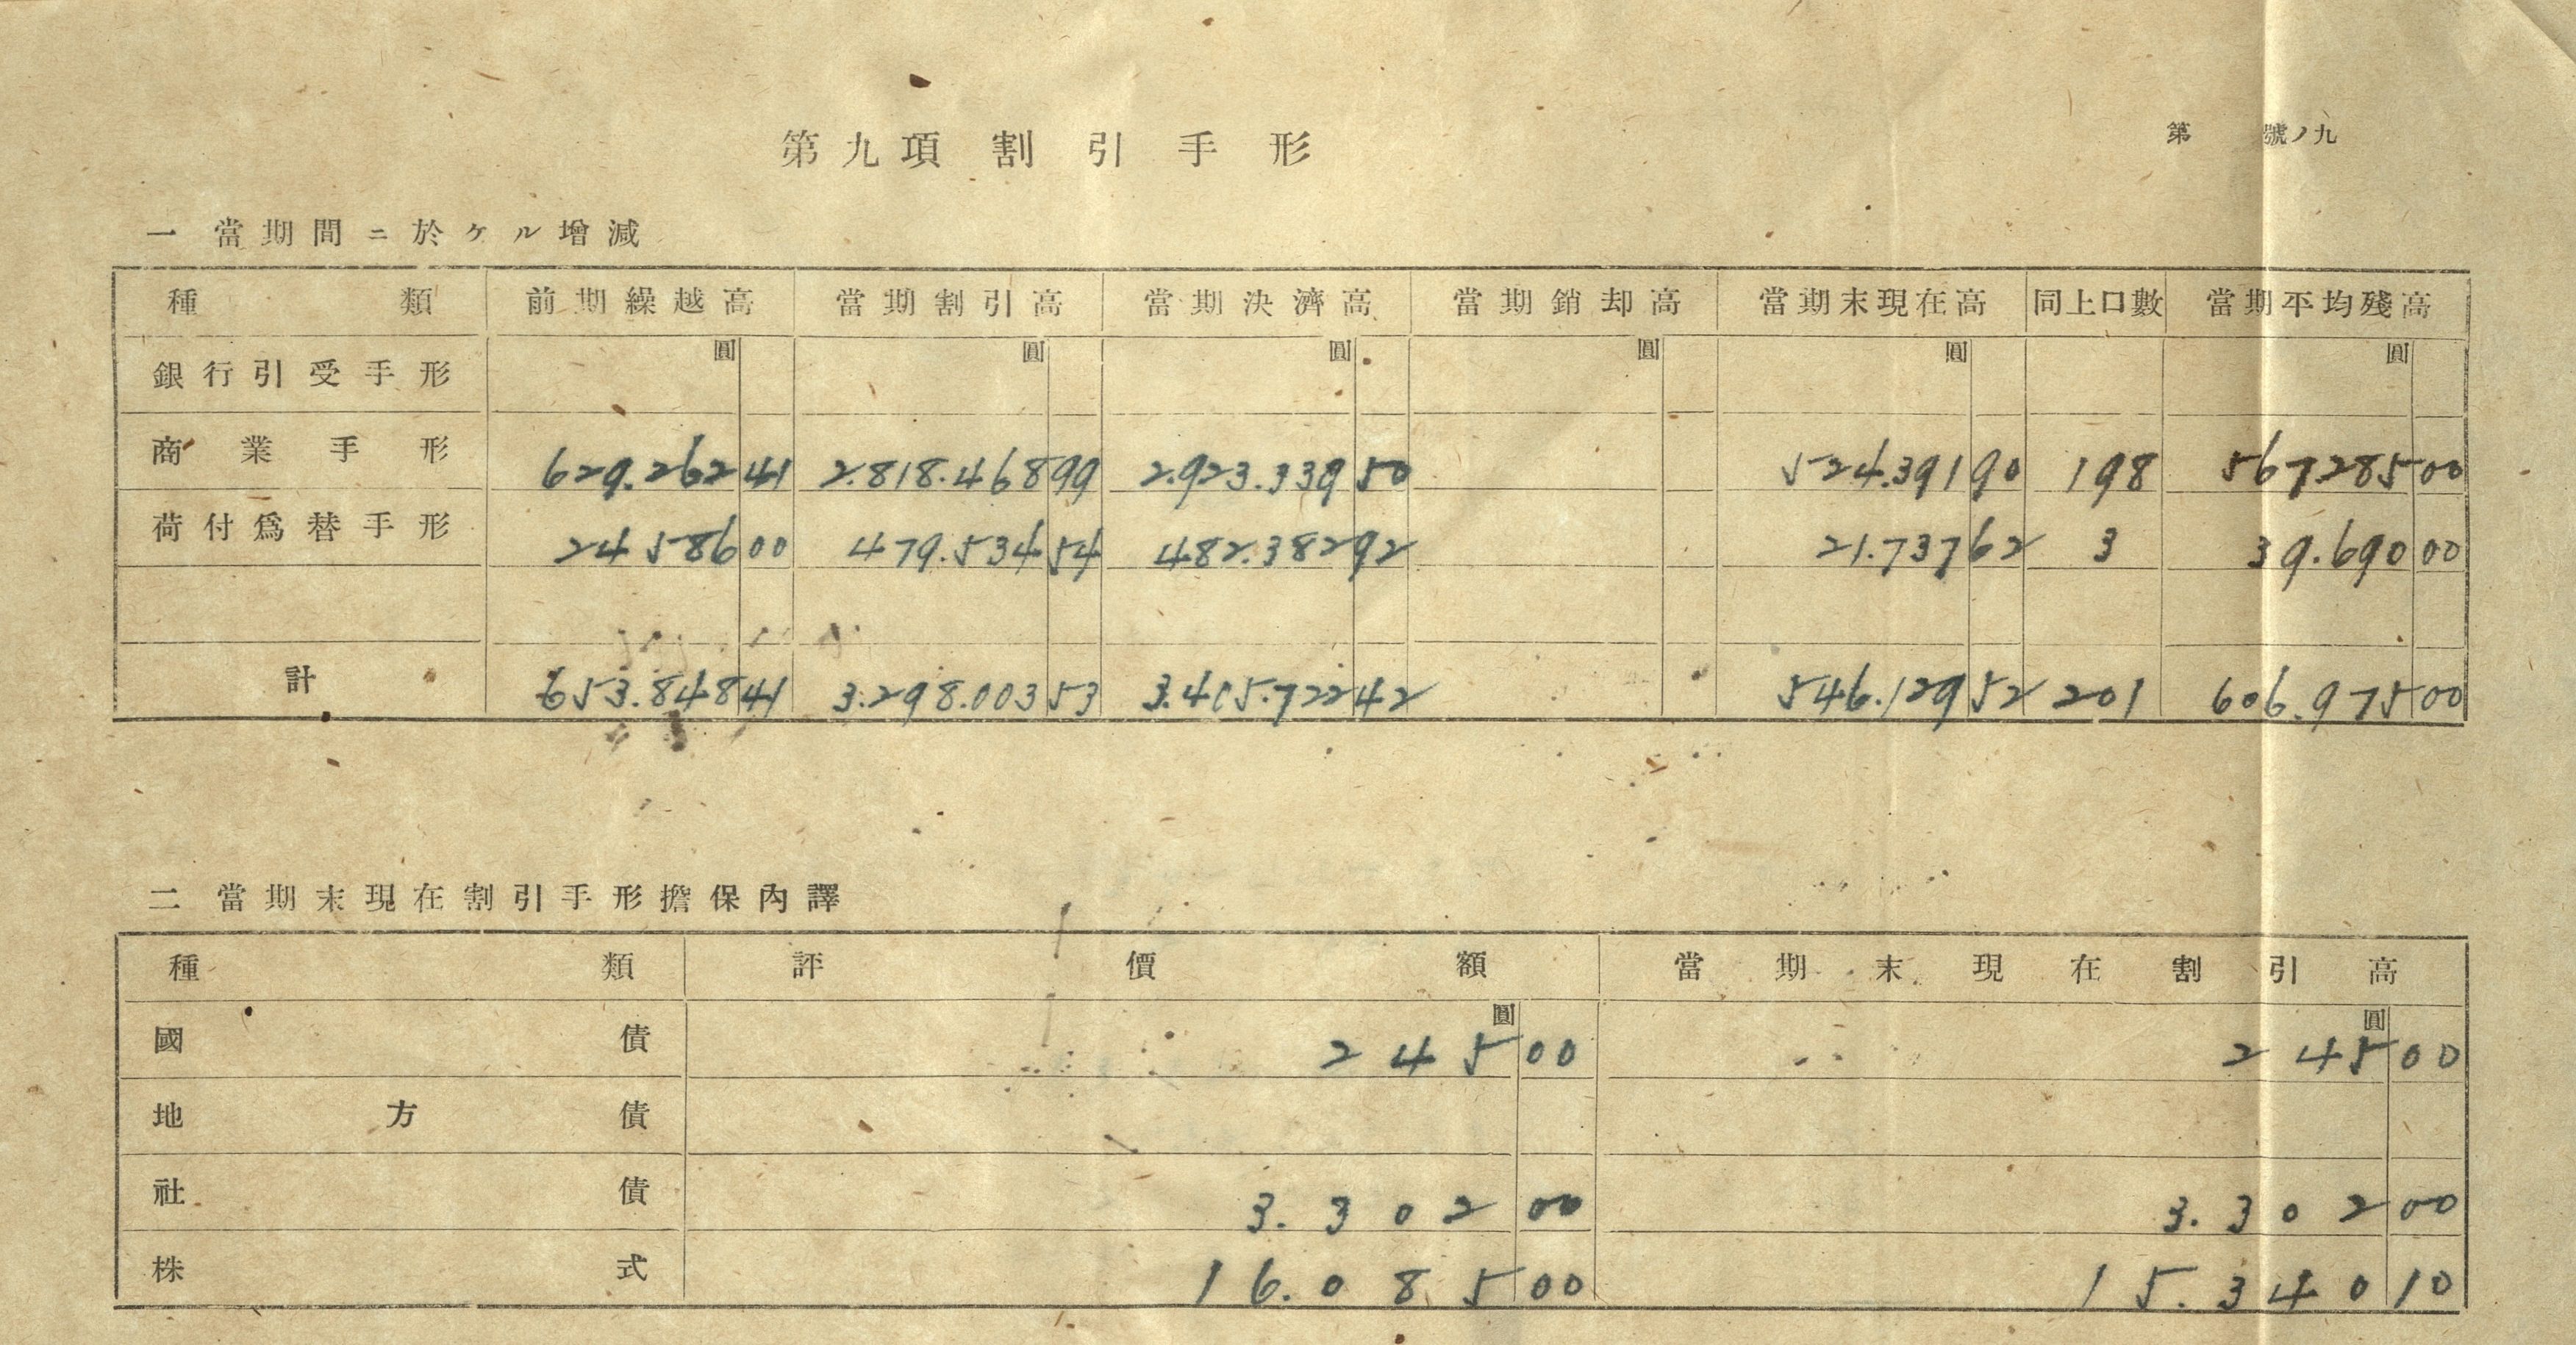 第九項 割引手形
第 號ノ九
一 當期間ニ於ケル增減
種類 前期繰越高 當期割引高 當期決濟高 當期銷却高 當期末現在高 同上口數 當期平均殘高
銀行引受手形 圓 圓 圓 圓 圓 圓
商業手形 629.262 41 2.818.468 99 2.923.339 50 524.391 90 198 567.285 00
荷付爲替手形 24 586 00 479.534 54 482.382 92 21.737 62 3 39.690 00
計 653.848 41 3.298.003 53 3.405.722 42 546.129 52 201 606.975 00
二 當期末現在割引手形擔保內譯
種類 評價額 當期末現在割引高
國債 圓 245 00 圓 245 00
地方債
社債 3.302 00 3.302 00
株式 16.085 00 15.340 10